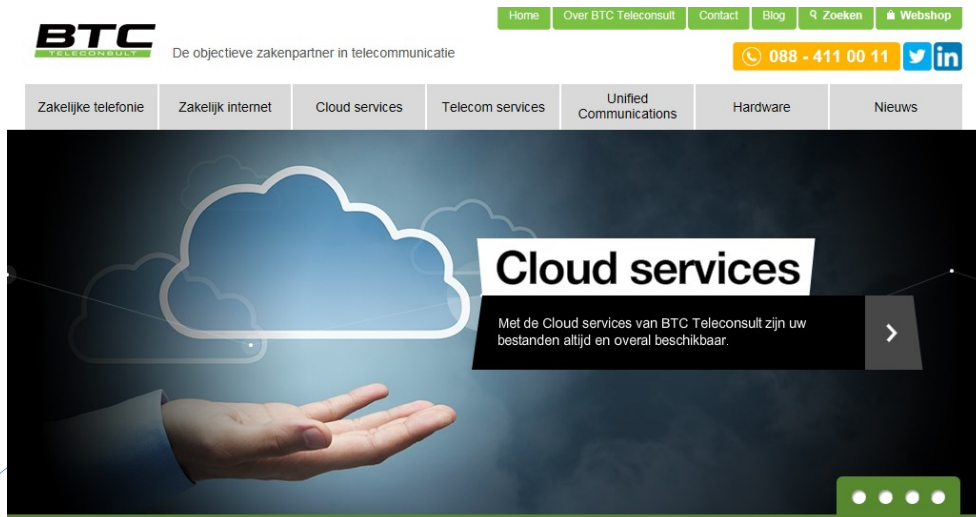 Home Over BTC Teleconsult Contact Blog Zoeken Webshop
BTC
TELECONSULT
De objectieve zakenpartner in telecommunicatie
088 - 411 00 11
in
Zakelijke telefonie Zakelijk internet Cloud services Telecom services Unified Communications Hardware Nieuws
Cloud services
Met de Cloud services van BTC Teleconsult zijn uw
bestanden altijd en overal beschikbaar.